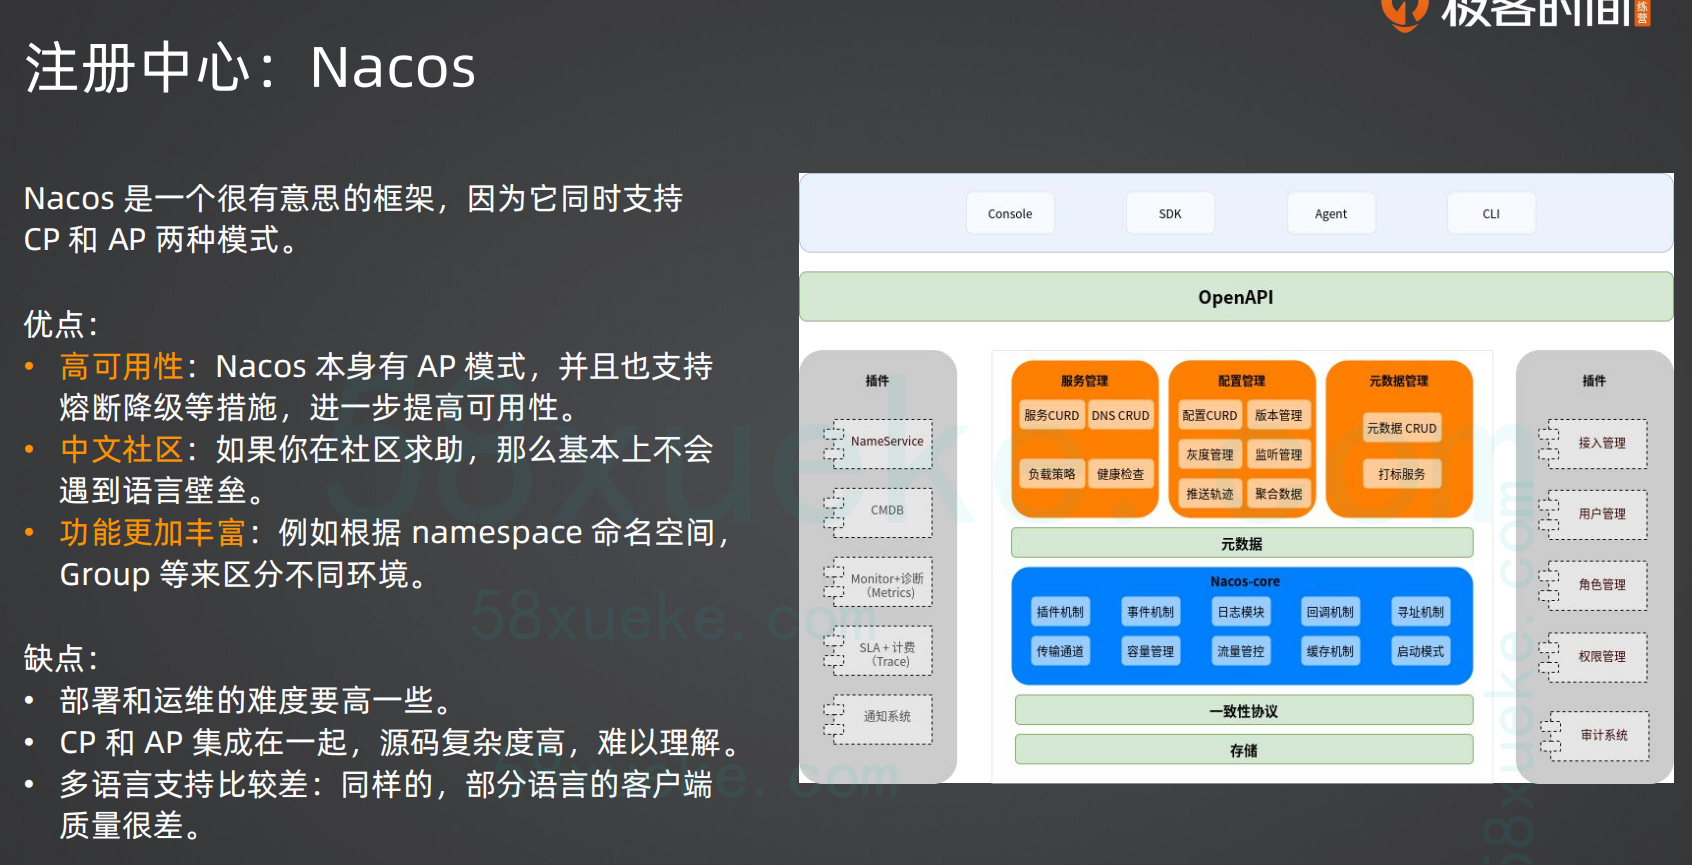 极客时间
练
营
注册中心：Nacos
Nacos 是一个很有意思的框架，因为它同时支持
CP 和 AP 两种模式。
优点：
• 高可用性：Nacos 本身有 AP 模式，并且也支持
熔断降级等措施，进一步提高可用性。
• 中文社区：如果你在社区求助，那么基本上不会
遇到语言壁垒。
• 功能更加丰富：例如根据 namespace 命名空间，
Group 等来区分不同环境。
缺点：
• 部署和运维的难度要高一些。
• CP 和 AP 集成在一起，源码复杂度高，难以理解。
• 多语言支持比较差：同样的，部分语言的客户端
质量很差。
Console SDK Agent CLI
OpenAPI
插件
NameService
CMDB
Monitor+诊断
（Metrics)
SLA + 计费
（Trace)
通知系统
服务管理
服务CURD DNS CRUD
负载策略 健康检查
配置管理
配置CURD 版本管理
灰度管理 监听管理
推送轨迹 聚合数据
元数据管理
元数据 CRUD
打标服务
元数据
Nacos-core
插件机制 事件机制 日志模块 回调机制 寻址机制
传输通道 容量管理 流量管控 缓存机制 启动模式
一致性协议
存储
插件
接入管理
用户管理
角色管理
权限管理
审计系统
58xueke.com
58xueke.com
58xueke.com
58xueke.com